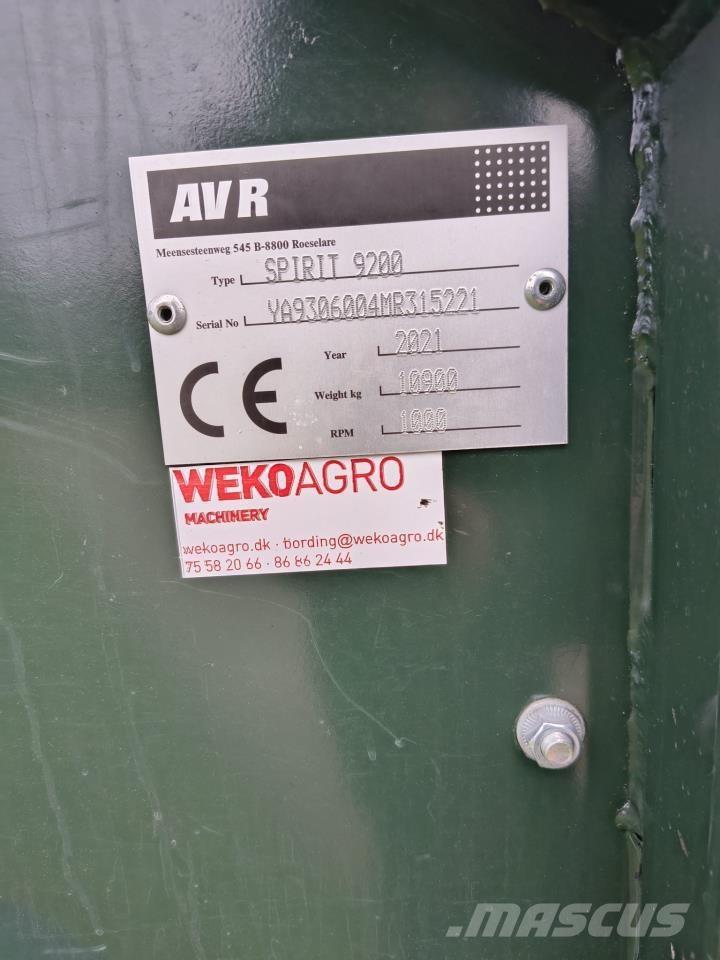 AVR
Meensesteenweg 545 B-8800 Roeselare
Type SPIRIT 9200
Serial No YA9306004MR315221
Year 2021
Weight kg 10900
RPM 1000
CE
WEKOAGRO
MACHINERY
wekoagro.dk · bording@wekoagro.dk
75 58 20 66 · 86 86 24 44
MASCUS